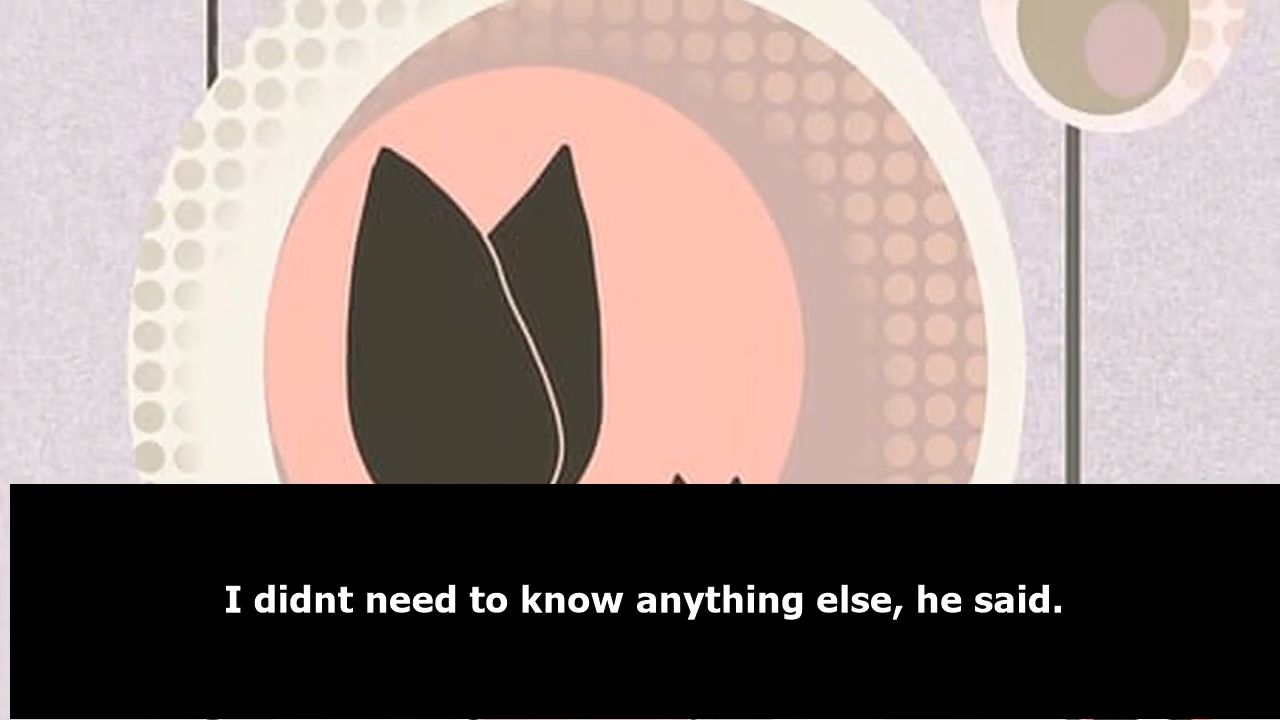 I didnt need to know anything else, he said.